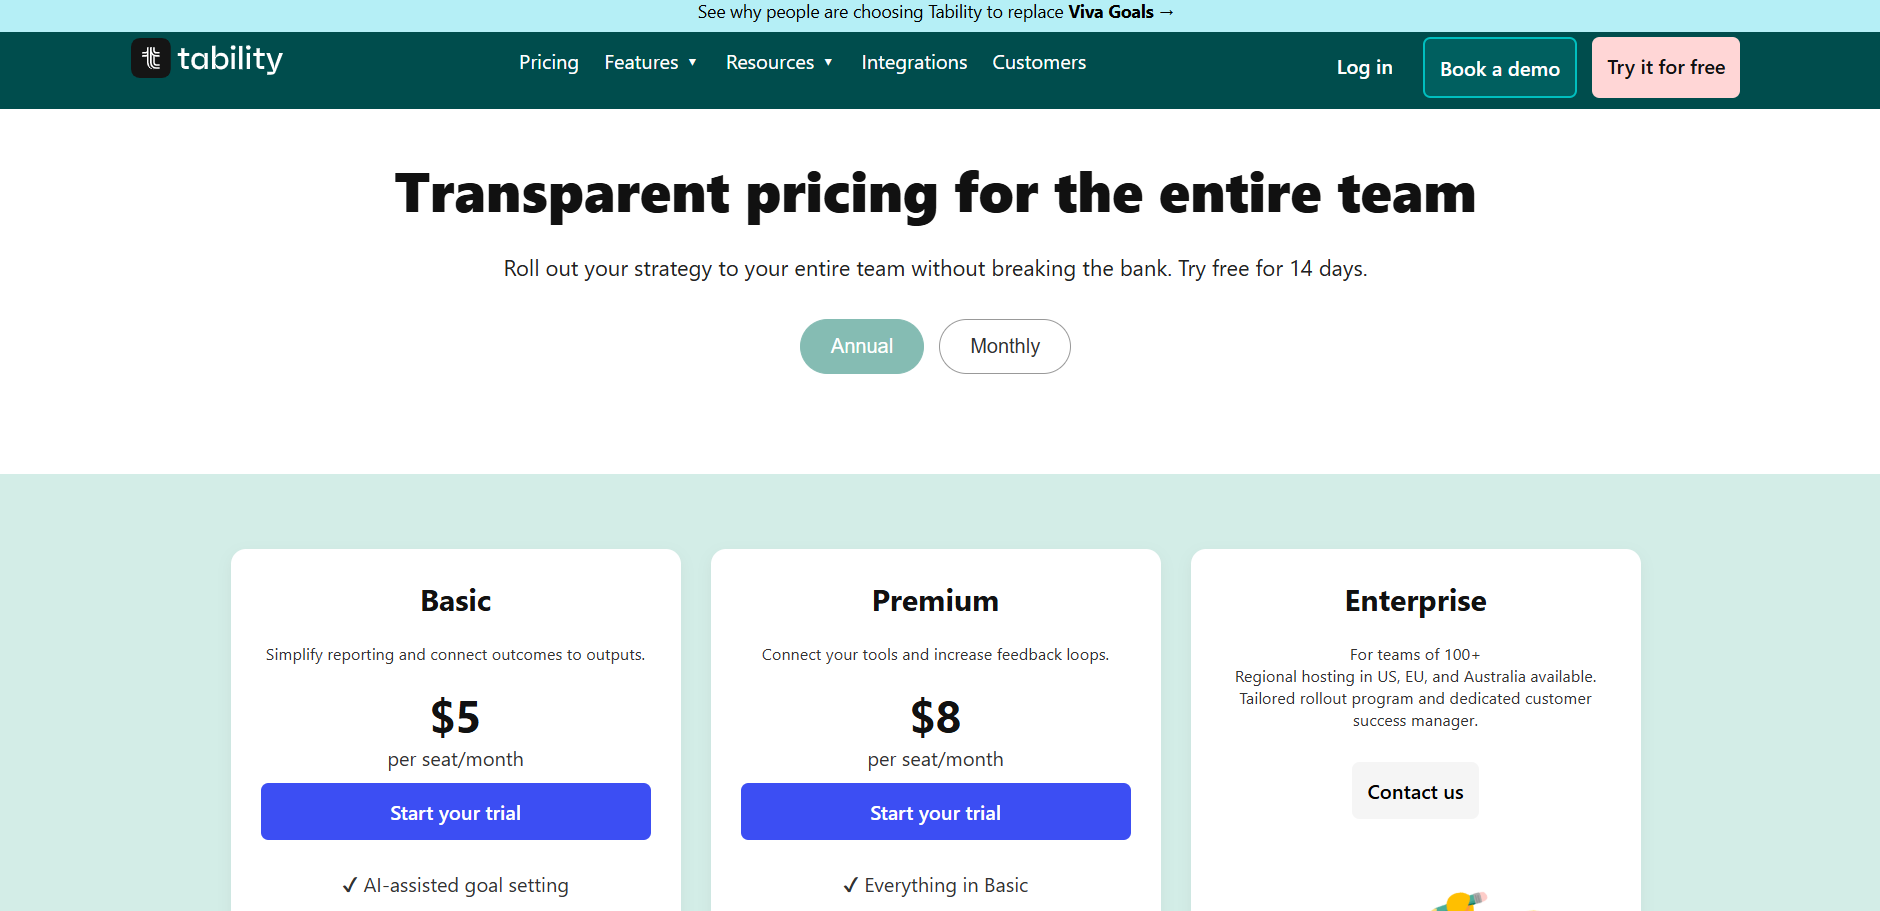 See why people are choosing Tability to replace Viva Goals →
tability
Pricing
Features ▼
Resources ▼
Integrations
Customers
Log in
Book a demo
Try it for free
Transparent pricing for the entire team
Roll out your strategy to your entire team without breaking the bank. Try free for 14 days.
Annual
Monthly
Basic
Simplify reporting and connect outcomes to outputs.
$5
per seat/month
Start your trial
✓ AI-assisted goal setting
Premium
Connect your tools and increase feedback loops.
$8
per seat/month
Start your trial
✓ Everything in Basic
Enterprise
For teams of 100+
Regional hosting in US, EU, and Australia available.
Tailored rollout program and dedicated customer
success manager.
Contact us